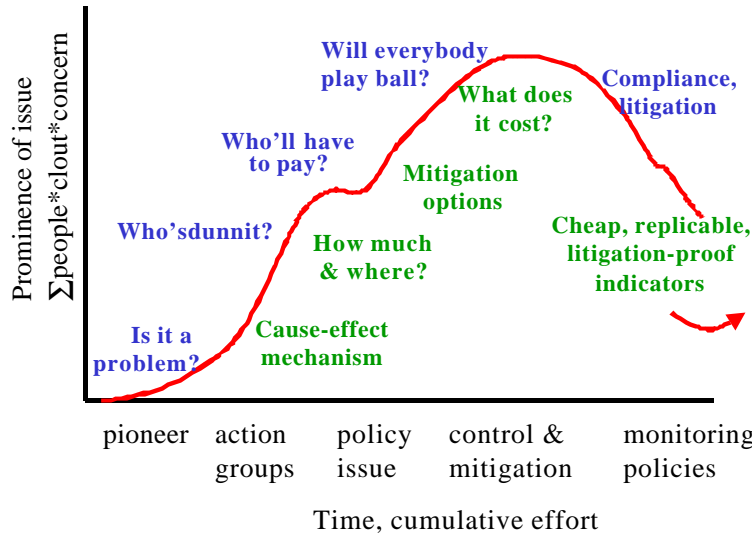 Prominence of issue
∑people*clout*concern
Will everybody
play ball?
Compliance,
litigation
What does
it cost?
Who'll have
to pay?
Mitigation
options
Who'sdunnit?
How much
& where?
Cheap, replicable,
litigation-proof
indicators
Is it a
problem?
Cause-effect
mechanism
pioneer
action
groups
policy
issue
control &
mitigation
monitoring
policies
Time, cumulative effort